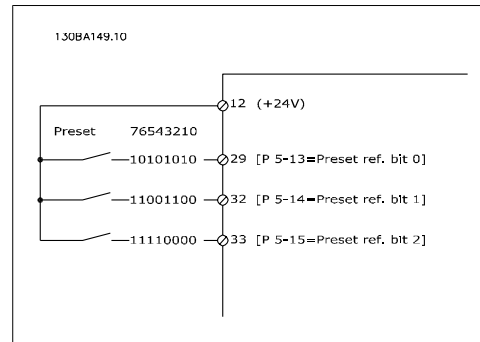 130BA149.10
12 (+24V)
Preset 76543210
10101010 29 [P 5-13=Preset ref. bit 0]
11001100 32 [P 5-14=Preset ref. bit 1]
11110000 33 [P 5-15=Preset ref. bit 2]